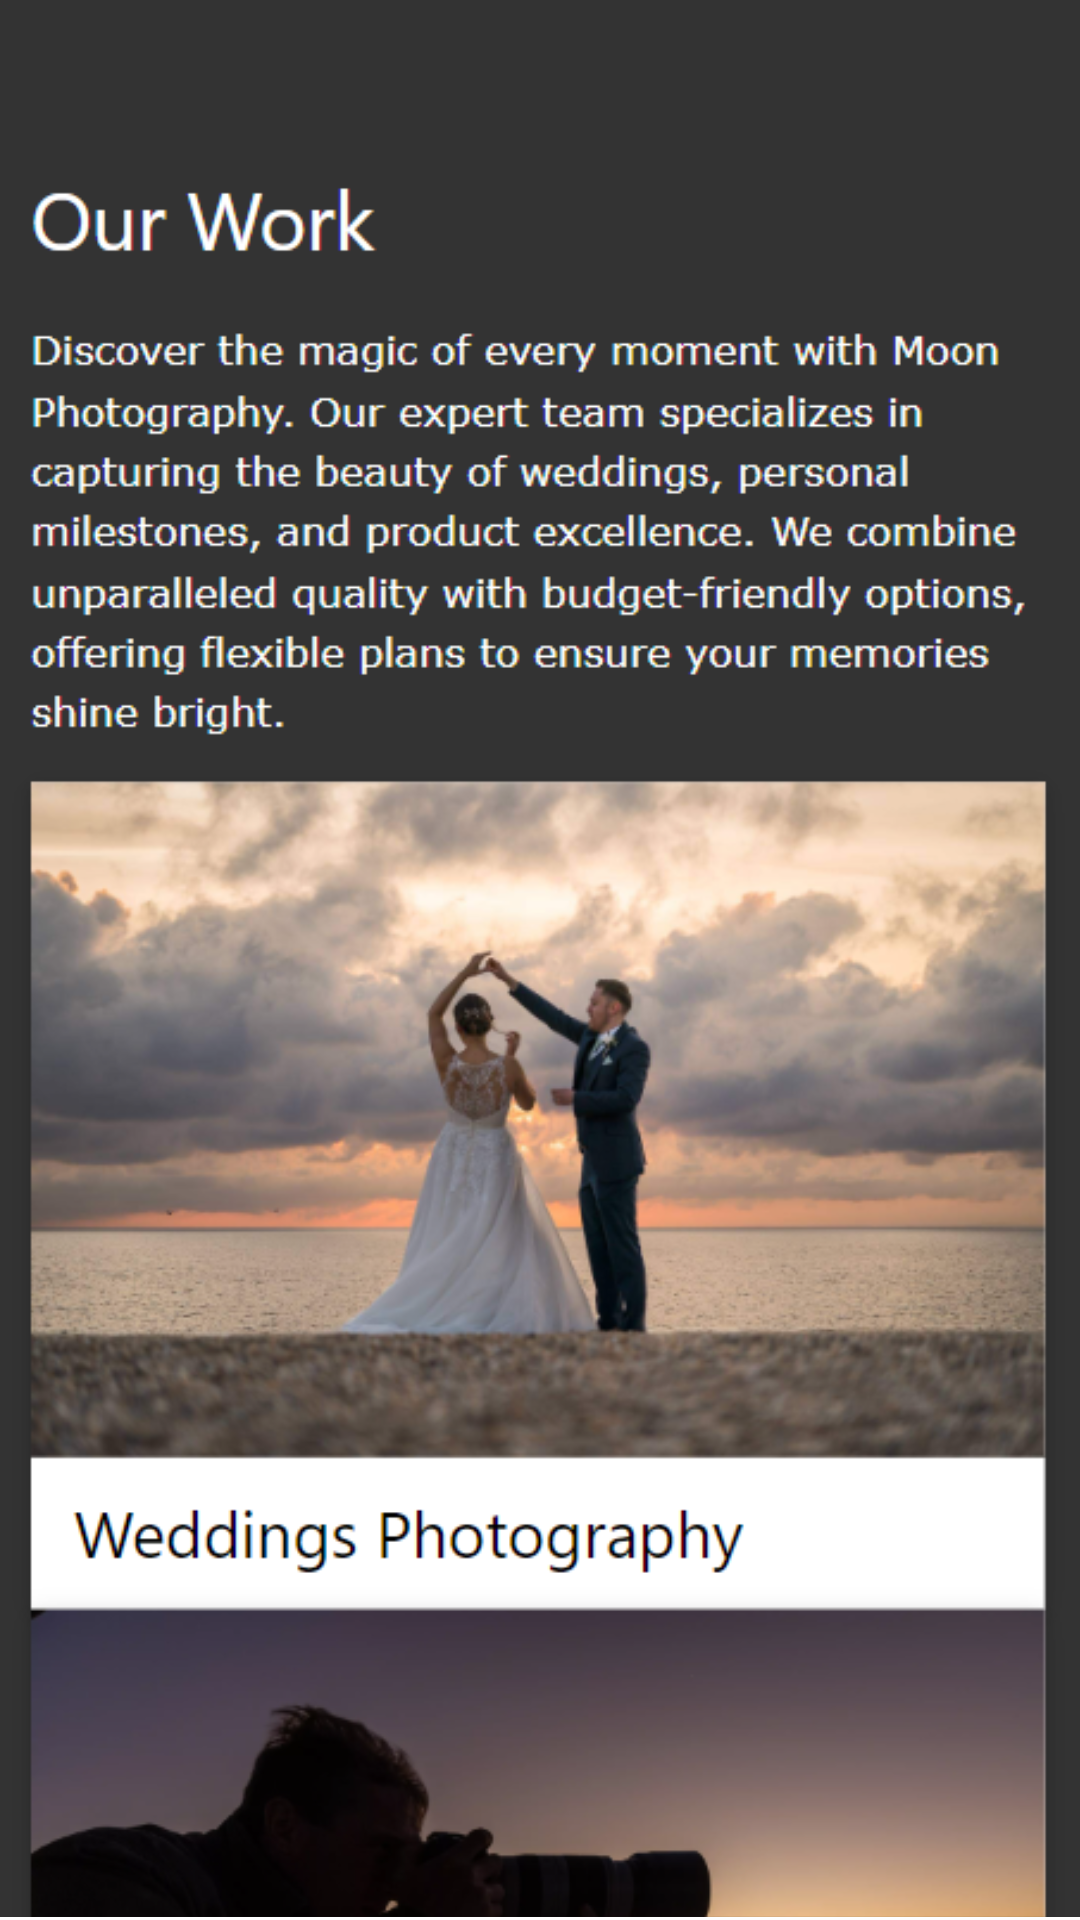 Our Work
Discover the magic of every moment with Moon
Photography. Our expert team specializes in
capturing the beauty of weddings, personal
milestones, and product excellence. We combine
unparalleled quality with budget-friendly options,
offering flexible plans to ensure your memories
shine bright.
Weddings Photography